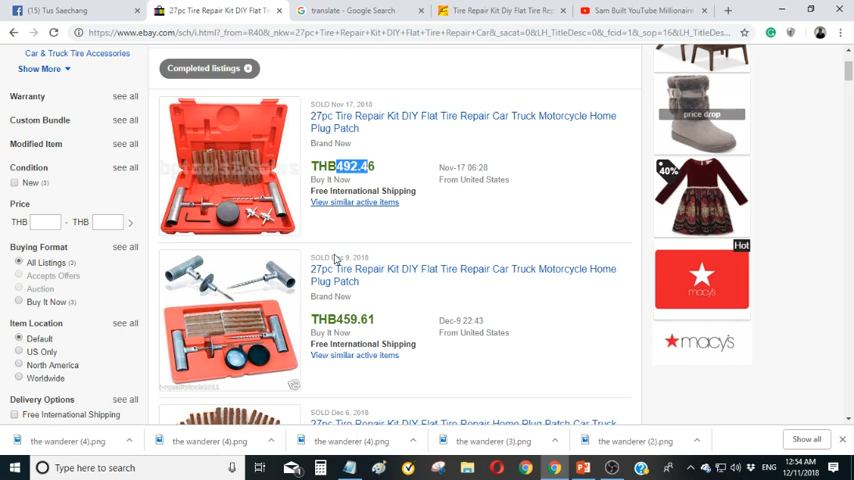 (15) Tus Saechang
27pc Tire Repair Kit DIY Flat T
translate - Google Search
Tire Repair Kit Diy Flat Tire Re
Sam Built YouTube Millionaire
https://www.ebay.com/sch/i.html?_from=R40&_nkw=27pc+Tire+Repair+Kit+DIY+Flat+Tire+Repair+Car&_sacat=0&LH_TitleDesc=0&_fcid=1&_sop=16&LH_TitleDes...
Car & Truck Tire Accessories
Show More
Completed listings
Warranty see all
Custom Bundle see all
Modified Item see all
Condition see all
New (3)
Price
THB - THB
Buying Format see all
All Listings (3)
Accepts Offers
Auction
Buy It Now (3)
Item Location see all
Default
US Only
North America
Worldwide
Delivery Options see all
Free International Shipping
SOLD Nov 17, 2018
27pc Tire Repair Kit DIY Flat Tire Repair Car Truck Motorcycle Home
Plug Patch
Brand New
THB492.46
Nov-17 06:28
Buy It Now
From United States
Free International Shipping
View similar active items
SOLD Dec 9, 2018
27pc Tire Repair Kit DIY Flat Tire Repair Car Truck Motorcycle Home
Plug Patch
Brand New
THB459.61
Dec-9 22:43
Buy It Now
From United States
Free International Shipping
View similar active items
SOLD Dec 6, 2018
27pc Tire Repair Kit DIY Flat Tire Repair Home Plug Patch Car Truck
price drop
40%
Hot
macy's
macy's
the wanderer (4).png
the wanderer (4).png
the wanderer (4).png
the wanderer (3).png
the wanderer (2).png
Show all
Type here to search
ENG
12:54 AM
12/11/2018